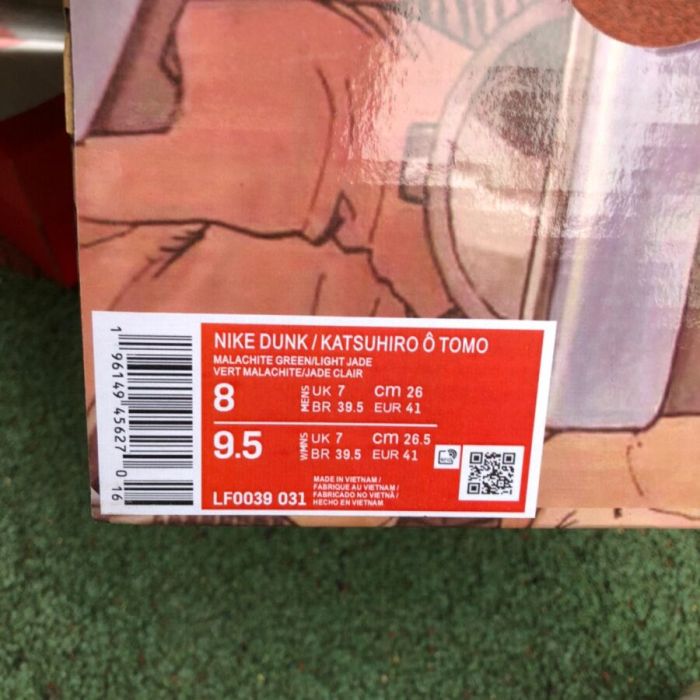 NIKE DUNK / KATSUHIRO Ô TOMO
MALACHITE GREEN/LIGHT JADE
VERT MALACHITE/JADE CLAIR
8 MENS UK 7 cm 26
BR 39.5 EUR 41
9.5 WMNS UK 7 cm 26.5
BR 39.5 EUR 41
LF0039 031
MADE IN VIETNAM /
FABRIQUE AU VIETNAM /
FABRICADO NO VIETNÃ /
HECHO EN VIETNAM
1 96149 45627 0 16